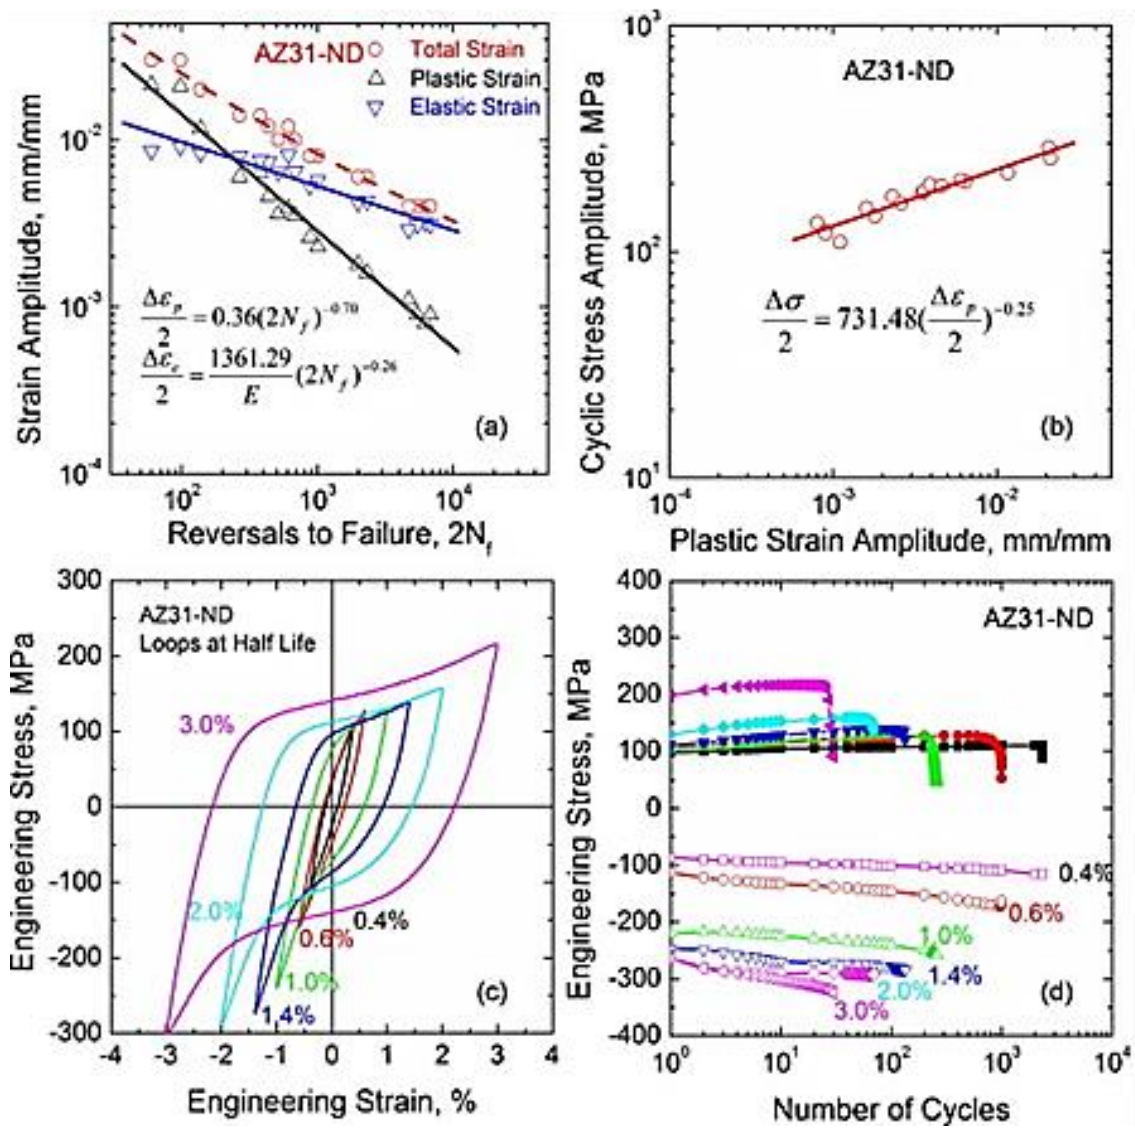 AZ31-ND
Total Strain
Plastic Strain
Elastic Strain
Strain Amplitude, mm/mm
10^-2
10^-3
10^-4
Δε_p/2 = 0.36(2N_f)^-0.70
Δε_e/2 = 1361.29/E (2N_f)^-0.26
(a)
10^2 10^3 10^4
Reversals to Failure, 2N_f
AZ31-ND
Cyclic Stress Amplitude, MPa
10^3
10^2
10^1
Δσ/2 = 731.48(Δε_p/2)^-0.25
(b)
10^-4 10^-3 10^-2
Plastic Strain Amplitude, mm/mm
300
200
100
0
-100
-200
-300
Engineering Stress, MPa
AZ31-ND
Loops at Half Life
3.0%
2.0%
0.4%
0.6%
1.0%
1.4%
(c)
-4 -3 -2 -1 0 1 2 3 4
Engineering Strain, %
400
300
200
100
0
-100
-200
-300
-400
Engineering Stress, MPa
AZ31-ND
0.4%
0.6%
1.0%
1.4%
2.0%
3.0%
(d)
10^0 10^1 10^2 10^3 10^4
Number of Cycles